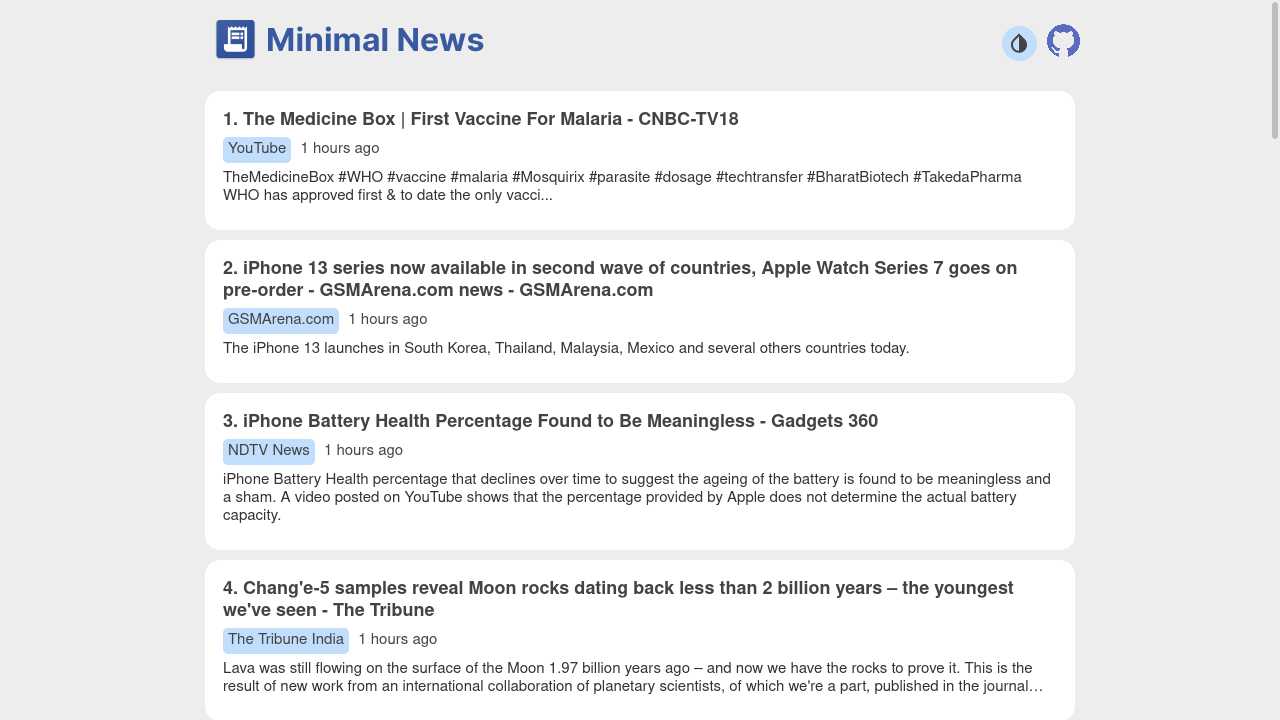 Minimal News
1. The Medicine Box | First Vaccine For Malaria - CNBC-TV18
YouTube 1 hours ago
TheMedicineBox #WHO #vaccine #malaria #Mosquirix #parasite #dosage #techtransfer #BharatBiotech #TakedaPharma
WHO has approved first & to date the only vacci...
2. iPhone 13 series now available in second wave of countries, Apple Watch Series 7 goes on
pre-order - GSMArena.com news - GSMArena.com
GSMArena.com 1 hours ago
The iPhone 13 launches in South Korea, Thailand, Malaysia, Mexico and several others countries today.
3. iPhone Battery Health Percentage Found to Be Meaningless - Gadgets 360
NDTV News 1 hours ago
iPhone Battery Health percentage that declines over time to suggest the ageing of the battery is found to be meaningless and
a sham. A video posted on YouTube shows that the percentage provided by Apple does not determine the actual battery
capacity.
4. Chang'e-5 samples reveal Moon rocks dating back less than 2 billion years – the youngest
we've seen - The Tribune
The Tribune India 1 hours ago
Lava was still flowing on the surface of the Moon 1.97 billion years ago – and now we have the rocks to prove it. This is the
result of new work from an international collaboration of planetary scientists, of which we're a part, published in the journal…